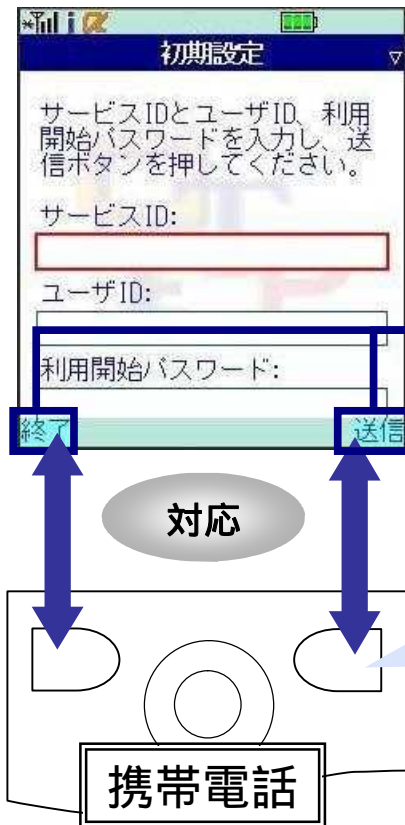 初期設定
サービスIDとユーザID、利用
開始パスワードを入力し、送
信ボタンを押してください。
サービスID:
ユーザID:
利用開始パスワード:
終了 送信
対応
携帯電話